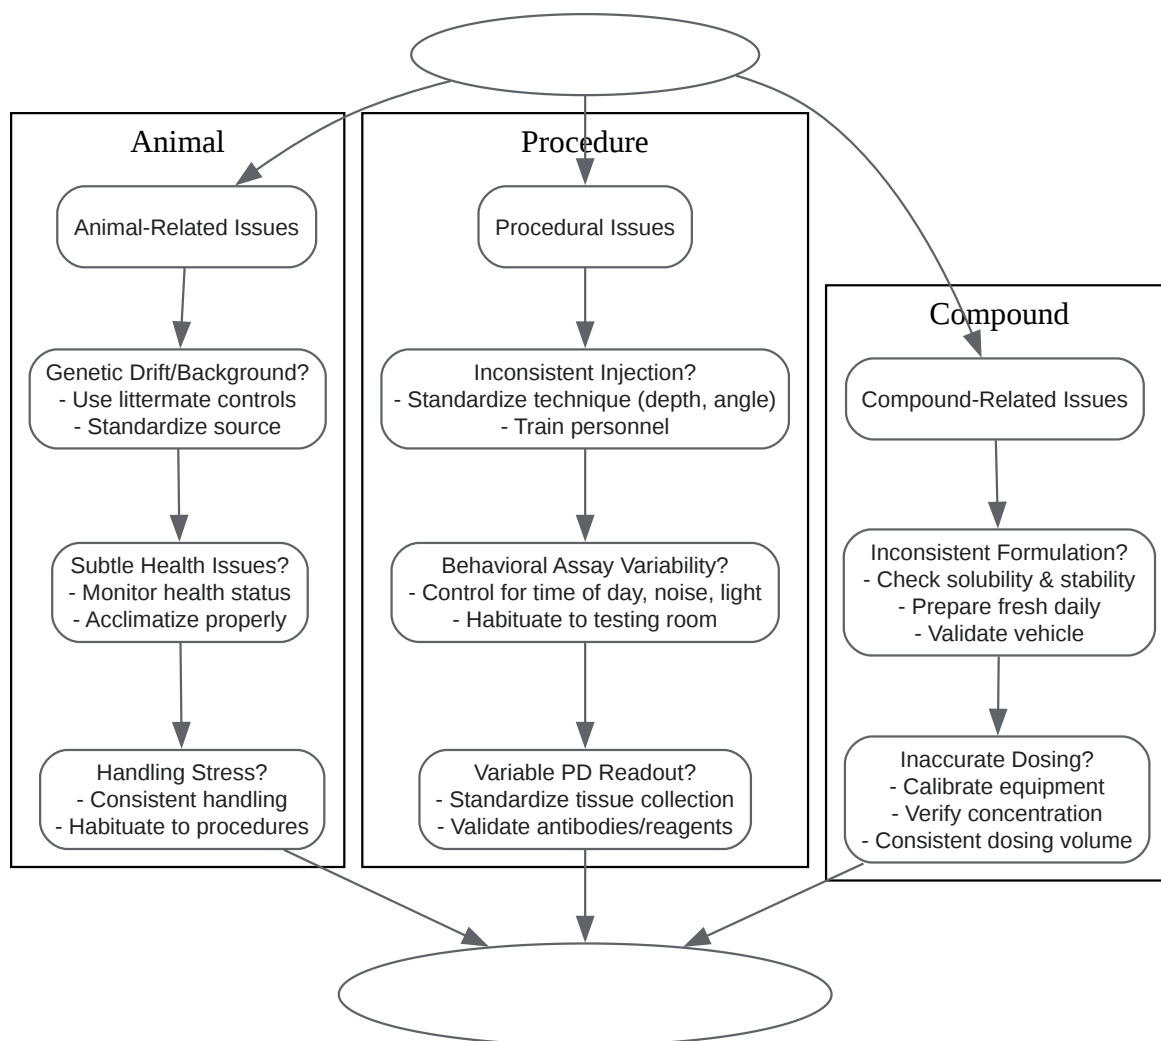 Animal
Animal-Related Issues
Genetic Drift/Background?
- Use littermate controls
- Standardize source
Subtle Health Issues?
- Monitor health status
- Acclimatize properly
Handling Stress?
- Consistent handling
- Habituate to procedures
Procedure
Procedural Issues
Inconsistent Injection?
- Standardize technique (depth, angle)
- Train personnel
Behavioral Assay Variability?
- Control for time of day, noise, light
- Habituate to testing room
Variable PD Readout?
- Standardize tissue collection
- Validate antibodies/reagents
Compound
Compound-Related Issues
Inconsistent Formulation?
- Check solubility & stability
- Prepare fresh daily
- Validate vehicle
Inaccurate Dosing?
- Calibrate equipment
- Verify concentration
- Consistent dosing volume